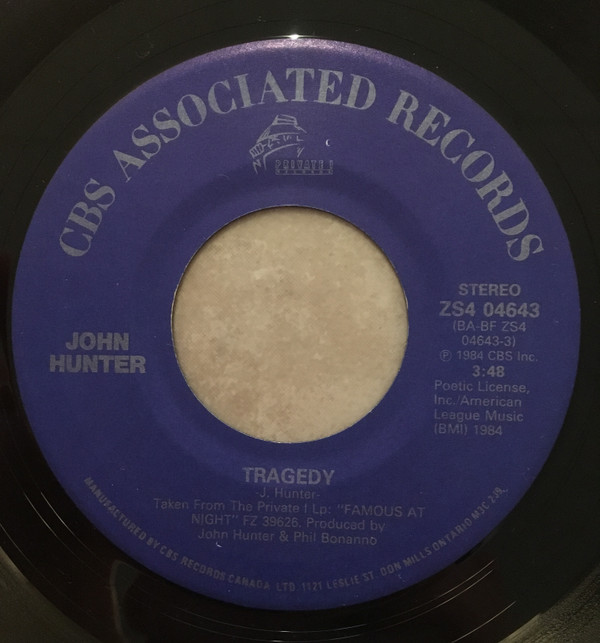 CBS ASSOCIATED RECORDS
PRIVATE I
RECORDS
STEREO
ZS4 04643
(BA-BF ZS4
04643-3)
℗ 1984 CBS Inc.
3:48
Poetic License,
Inc./American
League Music
(BMI) 1984
JOHN
HUNTER
TRAGEDY
-J. Hunter-
Taken From The Private I Lp: "FAMOUS AT
NIGHT" FZ 39626. Produced by
John Hunter & Phil Bonanno
MANUFACTURED BY CBS RECORDS CANADA LTD. 1121 LESLIE ST. DON MILLS ONTARIO M3C 2J9